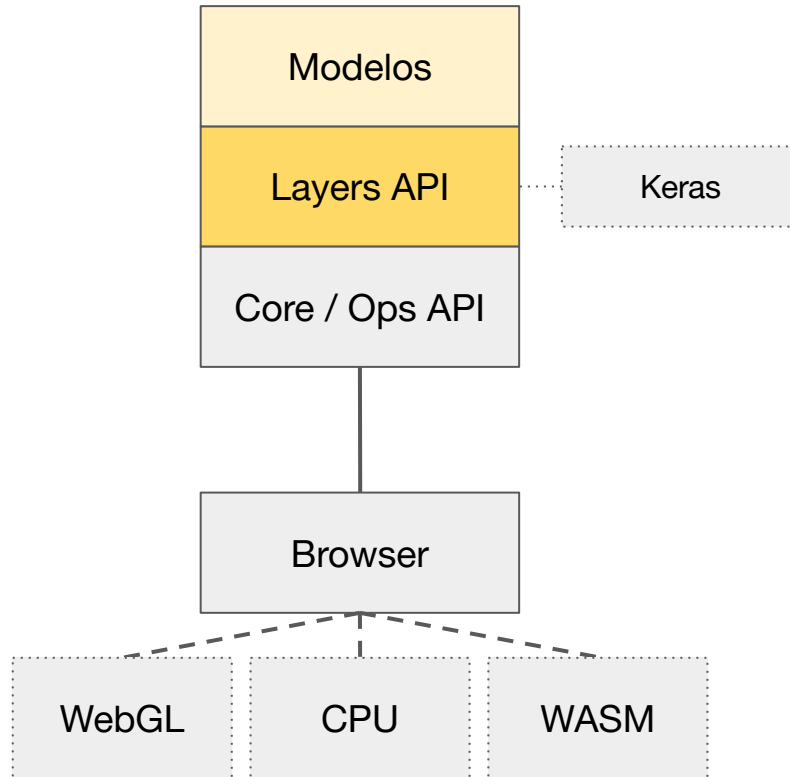 Modelos
Layers API
Keras
Core / Ops API
Browser
WebGL
CPU
WASM